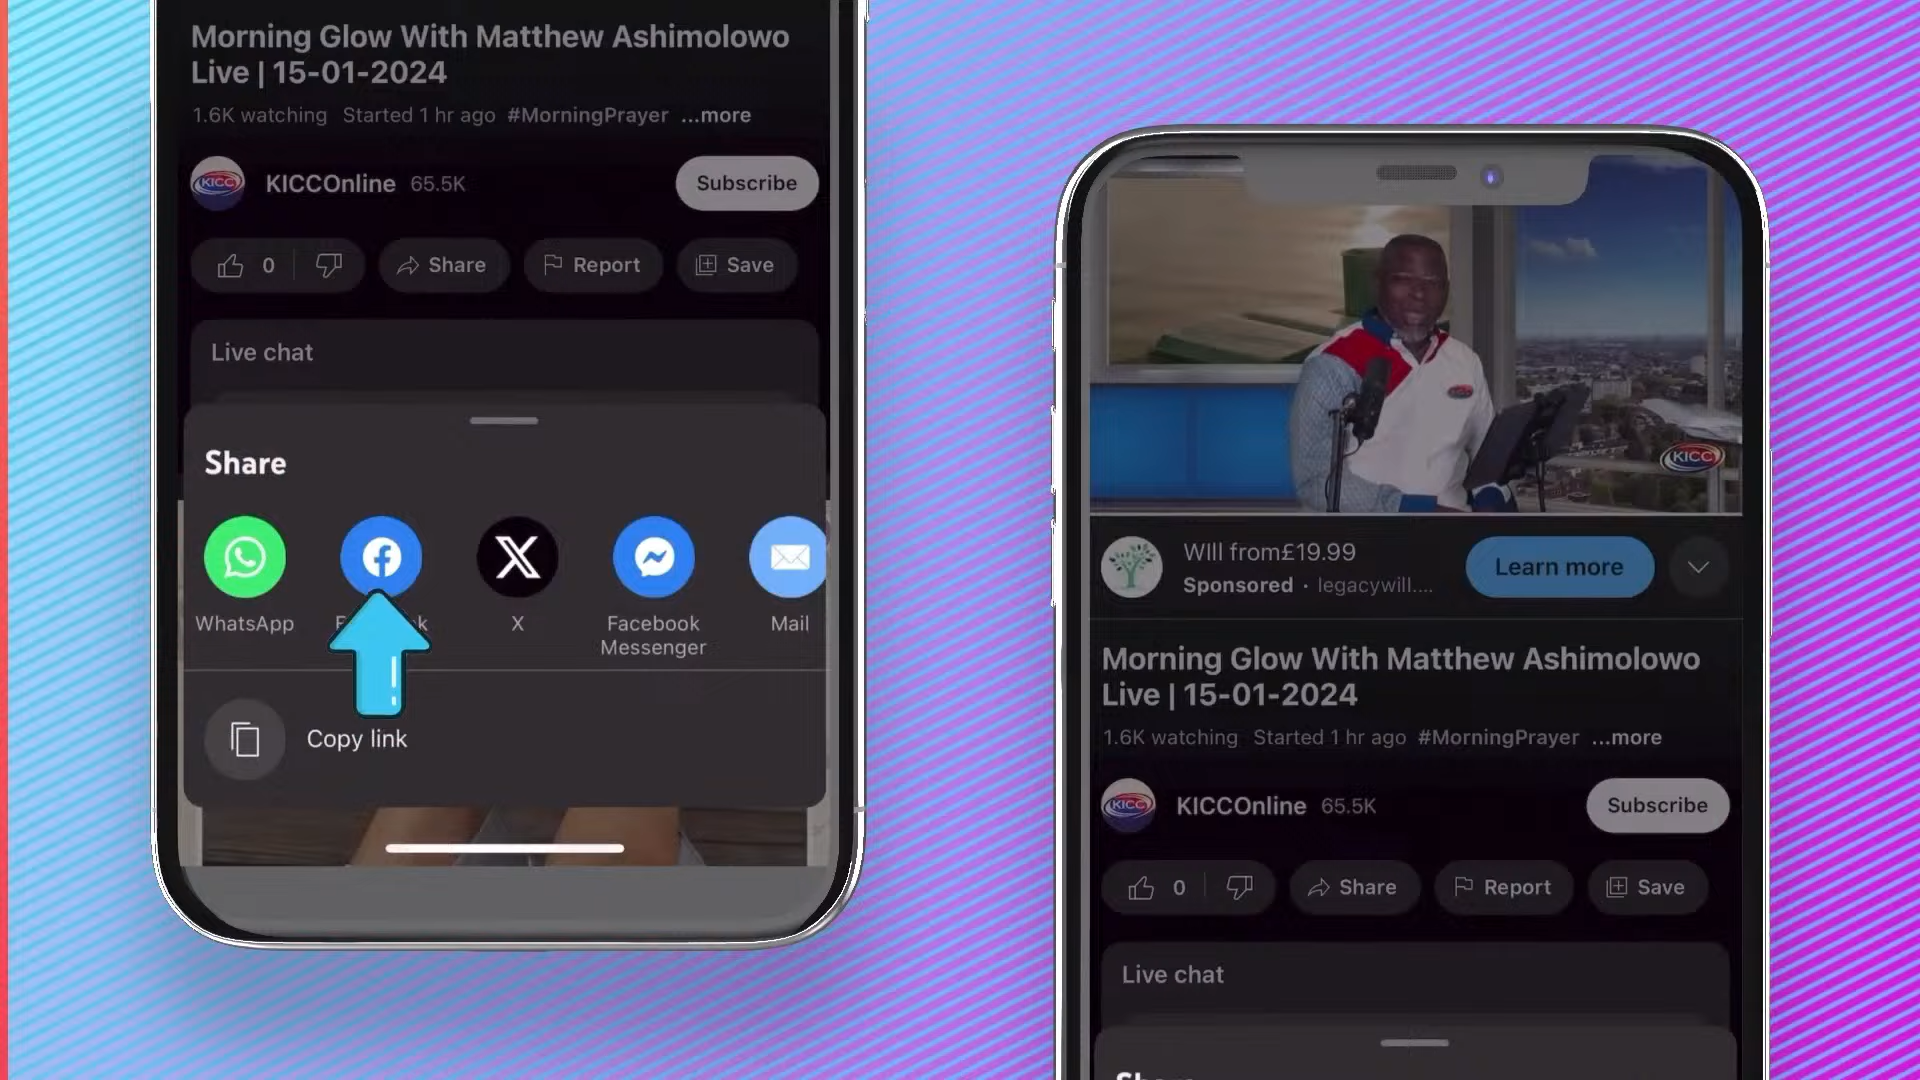 Morning Glow With Matthew Ashimolowo
Live | 15-01-2024
1.6K watching Started 1 hr ago #MorningPrayer ...more
KICC
KICCOnline 65.5K
Subscribe
0
Share
Report
Save
Live chat
Share
WhatsApp
X
Facebook
Messenger
Mail
Copy link
KICC
Will from£19.99
Sponsored · legacywill....
Learn more
Morning Glow With Matthew Ashimolowo
Live | 15-01-2024
1.6K watching Started 1 hr ago #MorningPrayer ...more
KICC
KICCOnline 65.5K
Subscribe
0
Share
Report
Save
Live chat